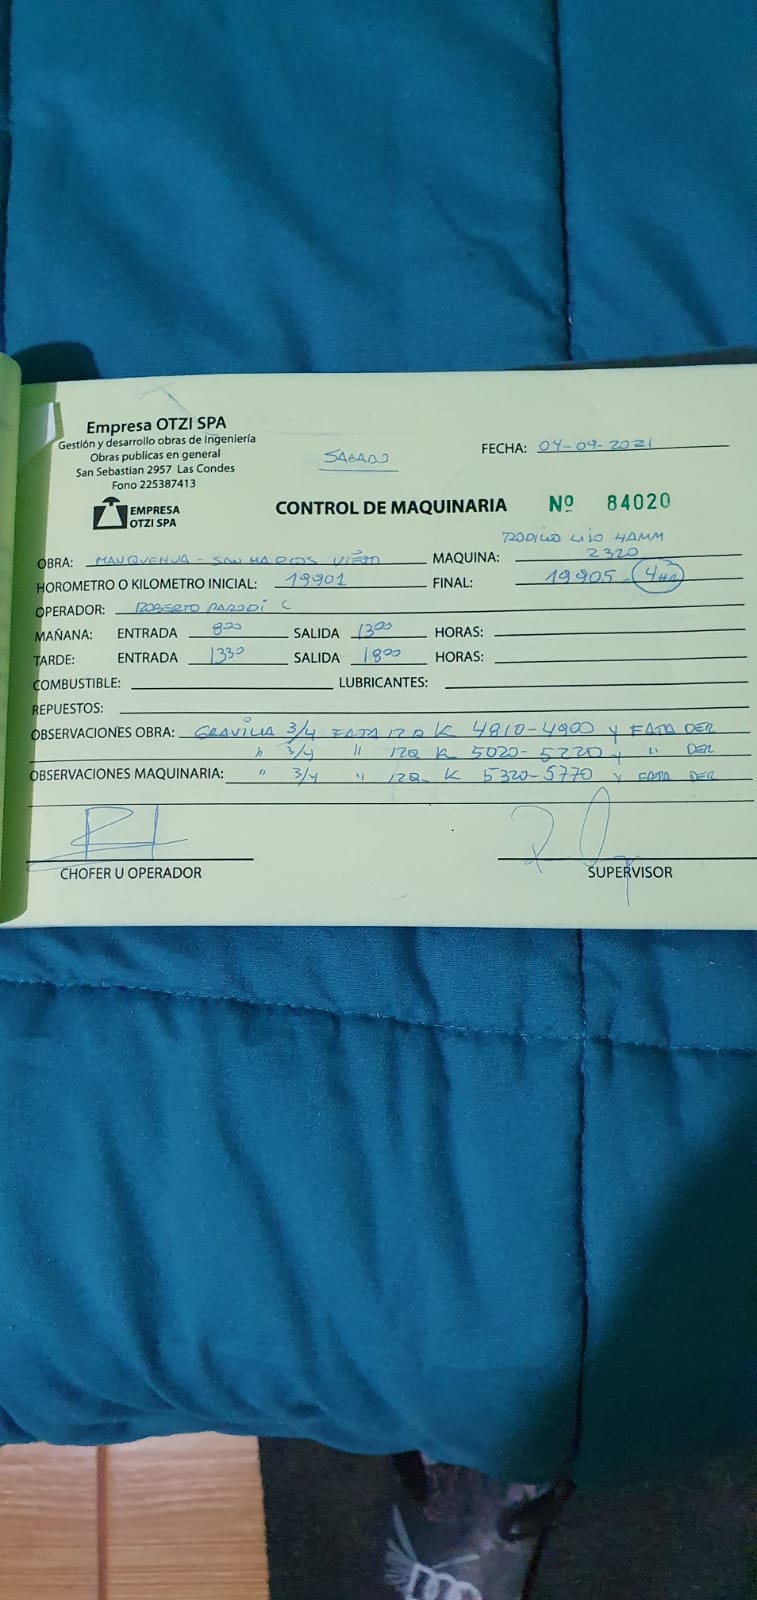 Empresa OTZI SPA
Gestión y desarrollo obras de Ingeniería
Obras publicas en general
San Sebastian 2957 Las Condes
Fono 225387413
EMPRESA
OTZI SPA
SABADO
FECHA: 04-09-2021
CONTROL DE MAQUINARIA Nº 84020
OBRA: MAUQUEHUA - SAN MARCOS VIEJO
MAQUINA: RODILLO LISO HAMM
2320
HOROMETRO O KILOMETRO INICIAL: 19901 FINAL: 19905 - 4 HRS
OPERADOR: ROBERTO PARODI C
MAÑANA: ENTRADA 8 00 SALIDA 13 00 HORAS:
TARDE: ENTRADA 13 30 SALIDA 18 00 HORAS:
COMBUSTIBLE: LUBRICANTES:
REPUESTOS:
OBSERVACIONES OBRA: GRAVILLA 3/4 FAJA IZQ K 4810-4900 Y FAJA DER
" 3/4 " IZQ K 5020-5220 y " DER
OBSERVACIONES MAQUINARIA: " 3/4 " IZQ- K 5320-5770 y FAJA DER
CHOFER U OPERADOR
SUPERVISOR